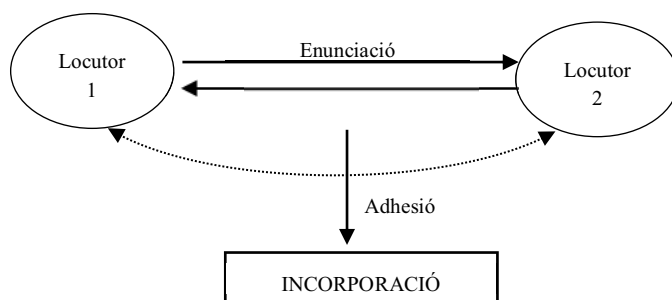 Enunciació
Locutor
1
Locutor
2
Adhesió
INCORPORACIÓ